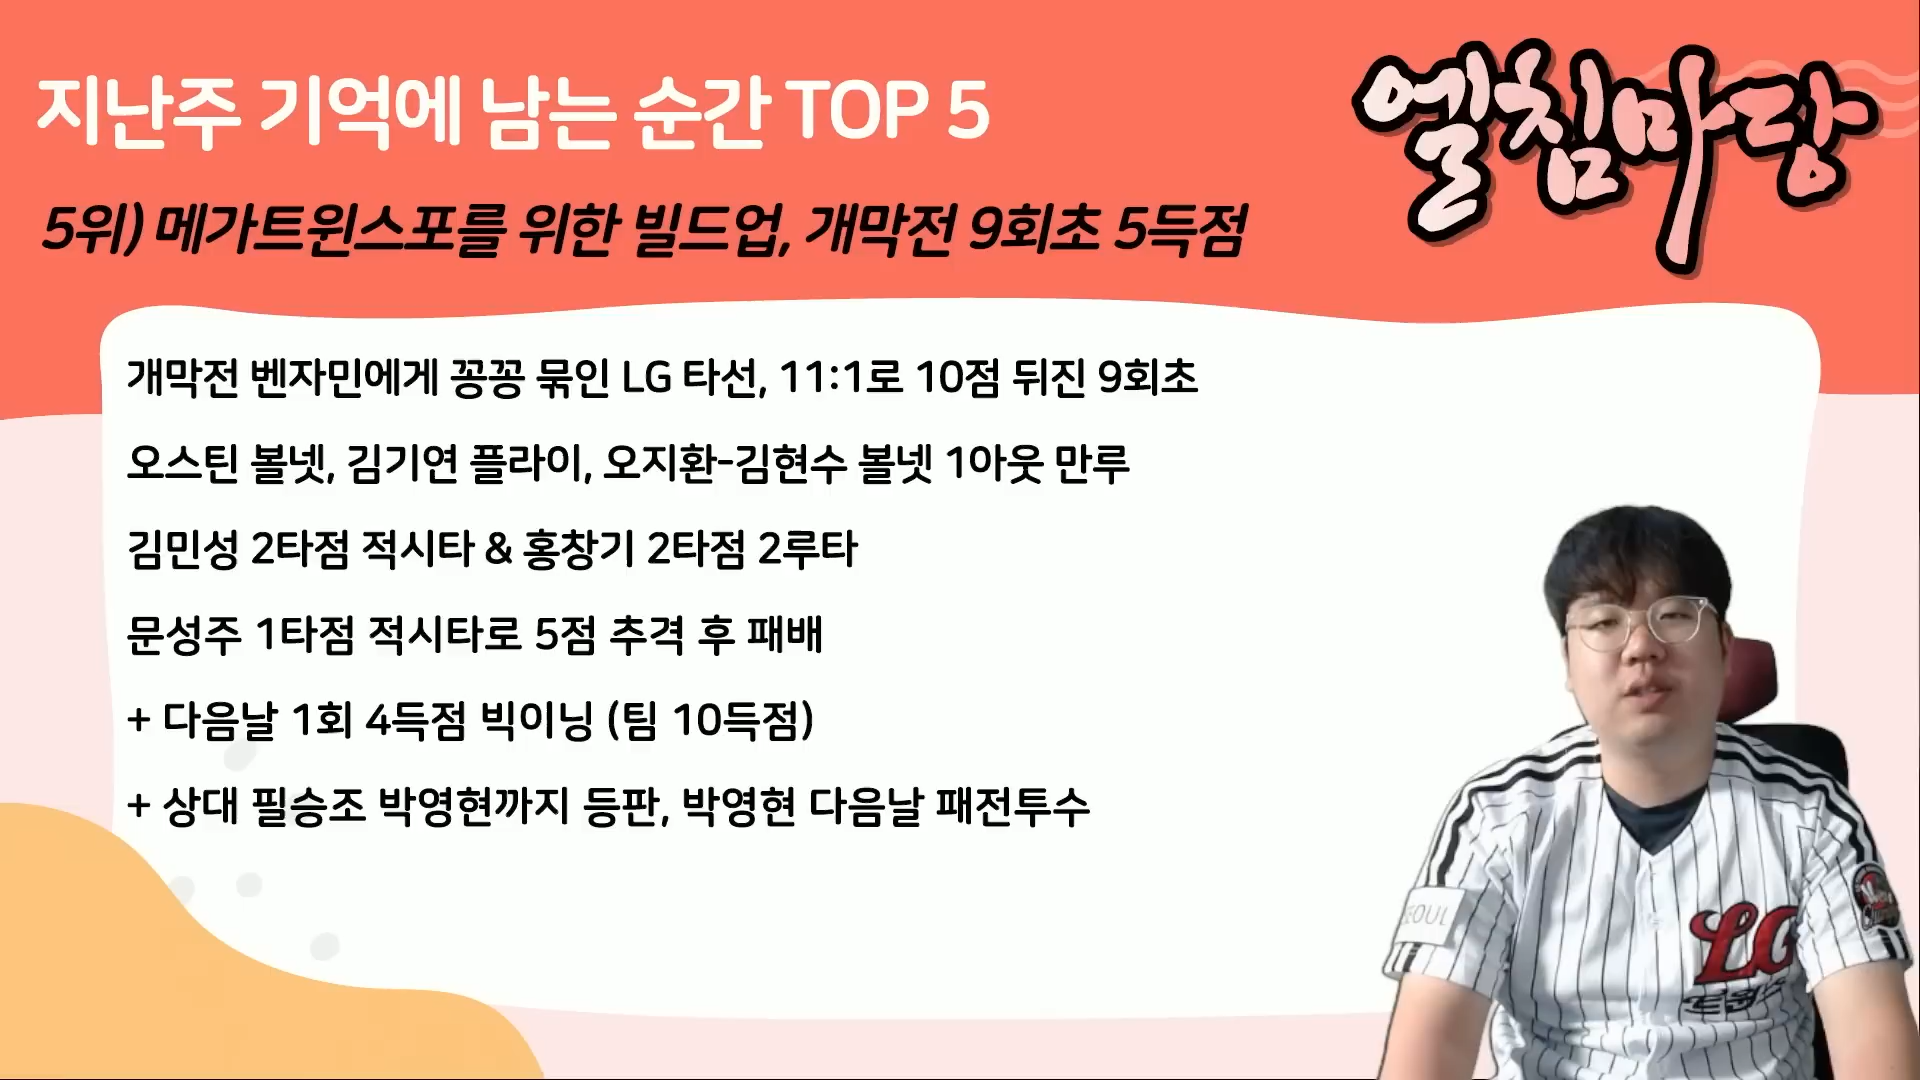 지난주 기억에 남는 순간 TOP 5
엘침마당
5위) 메가트윈스포를 위한 빌드업, 개막전 9회초 5득점
개막전 벤자민에게 꽁꽁 묶인 LG 타선, 11:1로 10점 뒤진 9회초
오스틴 볼넷, 김기연 플라이, 오지환-김현수 볼넷 1아웃 만루
김민성 2타점 적시타 & 홍창기 2타점 2루타
문성주 1타점 적시타로 5점 추격 후 패배
+ 다음날 1회 4득점 빅이닝 (팀 10득점)
+ 상대 필승조 박영현까지 등판, 박영현 다음날 패전투수
SEOUL
LG
트윈스